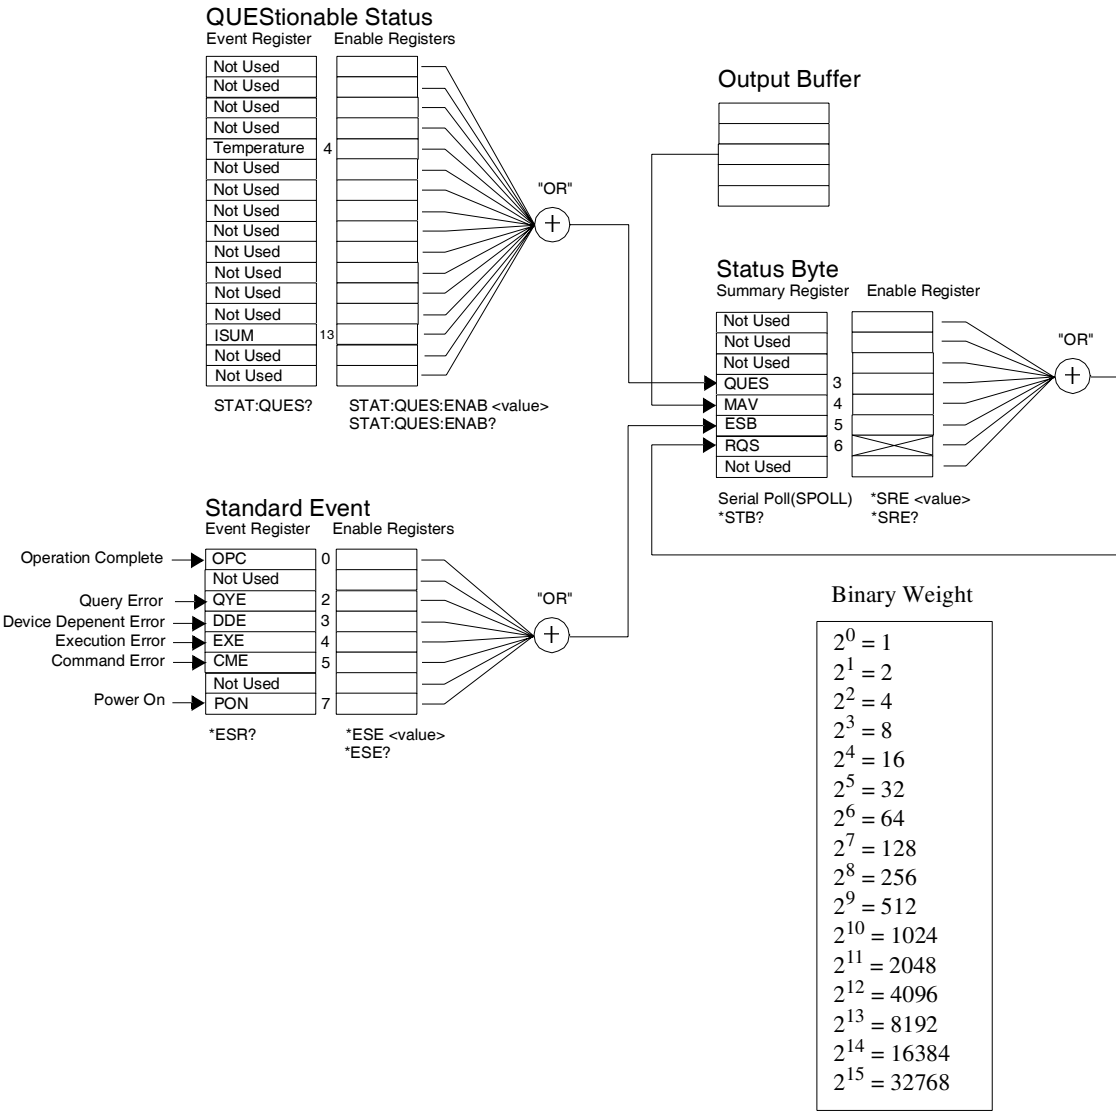 QUEStionable Status
Event Register Enable Registers
Not Used
Not Used
Not Used
Not Used
Temperature 4
Not Used
Not Used
Not Used
Not Used
Not Used
Not Used
Not Used
Not Used
ISUM 13
Not Used
Not Used
STAT:QUES? STAT:QUES:ENAB <value>
STAT:QUES:ENAB?
"OR"
+
Output Buffer
Status Byte
Summary Register Enable Register
Not Used
Not Used
Not Used
QUES 3
MAV 4
ESB 5
RQS 6
Not Used
Serial Poll(SPOLL) *SRE <value>
*STB? *SRE?
"OR"
+
Standard Event
Event Register Enable Registers
Operation Complete OPC 0
Not Used
Query Error QYE 2
Device Depenent Error DDE 3
Execution Error EXE 4
Command Error CME 5
Not Used
Power On PON 7
*ESR? *ESE <value>
*ESE?
"OR"
+
Binary Weight
2^0 = 1
2^1 = 2
2^2 = 4
2^3 = 8
2^4 = 16
2^5 = 32
2^6 = 64
2^7 = 128
2^8 = 256
2^9 = 512
2^10 = 1024
2^11 = 2048
2^12 = 4096
2^13 = 8192
2^14 = 16384
2^15 = 32768